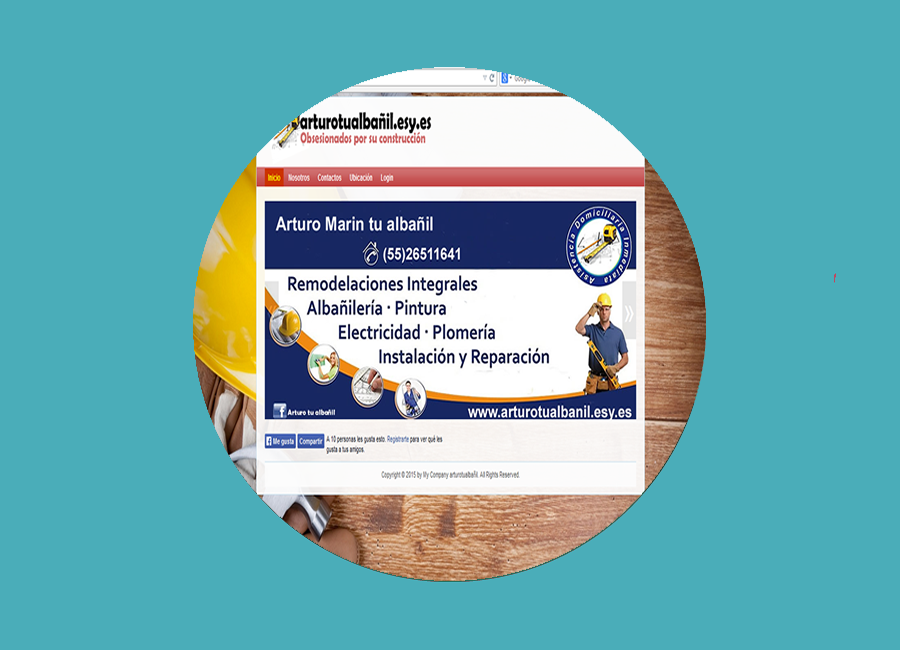 arturotualbañil.esy.es
Obsesionados por su construcción
Inicio Nosotros Contactos Ubicación Login
Arturo Marin tu albañil
(55)26511641
Asistencia Domiciliaria Inmediata
Remodelaciones Integrales
Albañilería · Pintura
Electricidad · Plomería
Instalación y Reparación
Arturo tu albañil
www.arturotualbanil.esy.es
Me gusta Compartir A 10 personas les gusta esto. Regístrarte para ver qué les
gusta a tus amigos.
Copyright © 2015 by My Company arturotualbañil. All Rights Reserved.